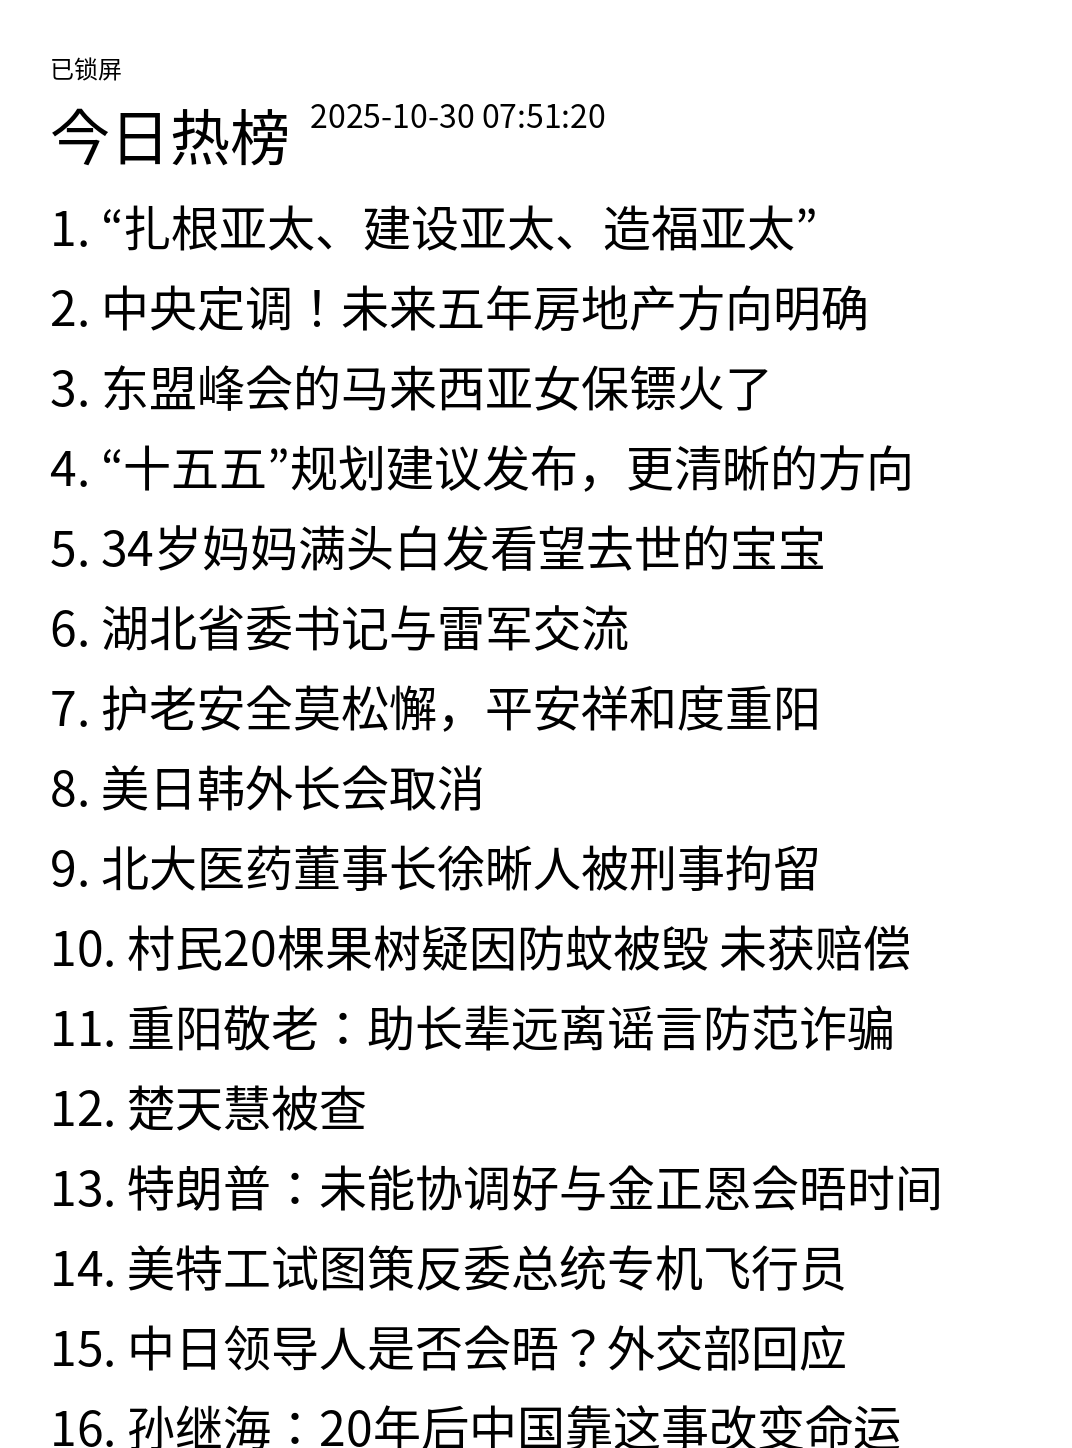 已锁屏
今日热榜 2025-10-30 07:51:20
1. “扎根亚太、建设亚太、造福亚太”
2. 中央定调！未来五年房地产方向明确
3. 东盟峰会的马来西亚女保镖火了
4. “十五五”规划建议发布，更清晰的方向
5. 34岁妈妈满头白发看望去世的宝宝
6. 湖北省委书记与雷军交流
7. 护老安全莫松懈，平安祥和度重阳
8. 美日韩外长会取消
9. 北大医药董事长徐晰人被刑事拘留
10. 村民20棵果树疑因防蚊被毁 未获赔偿
11. 重阳敬老：助长辈远离谣言防范诈骗
12. 楚天慧被查
13. 特朗普：未能协调好与金正恩会晤时间
14. 美特工试图策反委总统专机飞行员
15. 中日领导人是否会晤？外交部回应
16. 孙继海：20年后中国靠这事改变命运